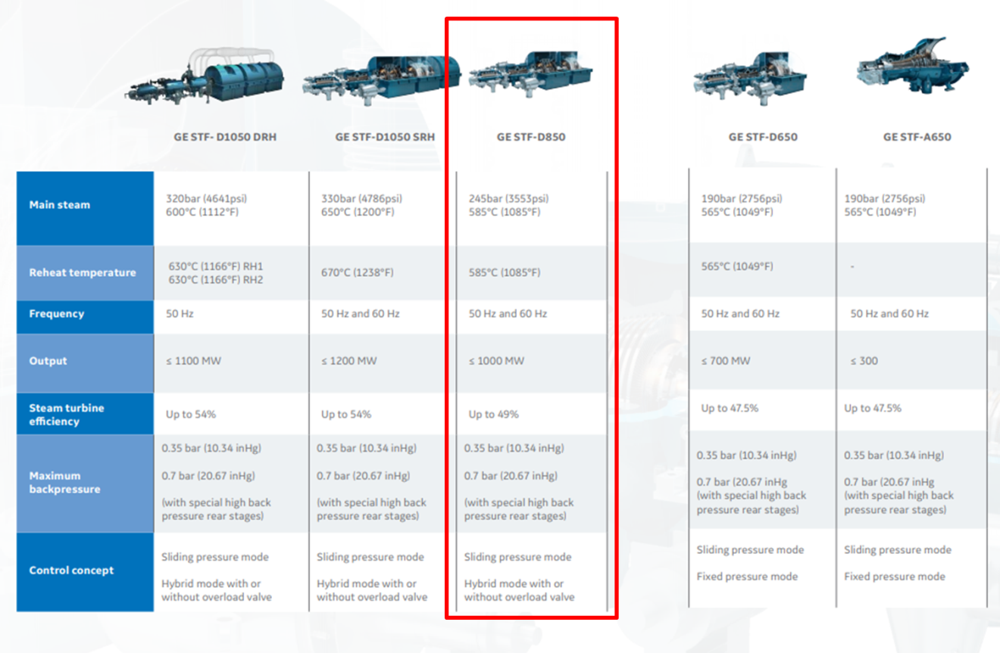 GE STF- D1050 DRH
GE STF-D1050 SRH
GE STF-D850
GE STF-D650
GE STF-A650
Main steam
320bar (4641psi)
600°C (1112°F)
330bar (4786psi)
650°C (1200°F)
245bar (3553psi)
585°C (1085°F)
190bar (2756psi)
565°C (1049°F)
190bar (2756psi)
565°C (1049°F)
Reheat temperature
630°C (1166°F) RH1
630°C (1166°F) RH2
670°C (1238°F)
585°C (1085°F)
565°C (1049°F)
-
Frequency
50 Hz
50 Hz and 60 Hz
50 Hz and 60 Hz
50 Hz and 60 Hz
50 Hz and 60 Hz
Output
≤ 1100 MW
≤ 1200 MW
≤ 1000 MW
≤ 700 MW
≤ 300
Steam turbine
efficiency
Up to 54%
Up to 54%
Up to 49%
Up to 47.5%
Up to 47.5%
Maximum
backpressure
0.35 bar (10.34 inHg)
0.7 bar (20.67 inHg)
(with special high back
pressure rear stages)
0.35 bar (10.34 inHg)
0.7 bar (20.67 inHg)
(with special high back
pressure rear stages)
0.35 bar (10.34 inHg)
0.7 bar (20.67 inHg)
(with special high back
pressure rear stages)
0.35 bar (10.34 inHg)
0.7 bar (20.67 inHg
(with special high back
pressure rear stages)
0.35 bar (10.34 inHg)
0.7 bar (20.67 inHg
(with special high back
pressure rear stages)
Control concept
Sliding pressure mode
Hybrid mode with or
without overload valve
Sliding pressure mode
Hybrid mode with or
without overload valve
Sliding pressure mode
Hybrid mode with or
without overload valve
Sliding pressure mode
Fixed pressure mode
Sliding pressure mode
Fixed pressure mode